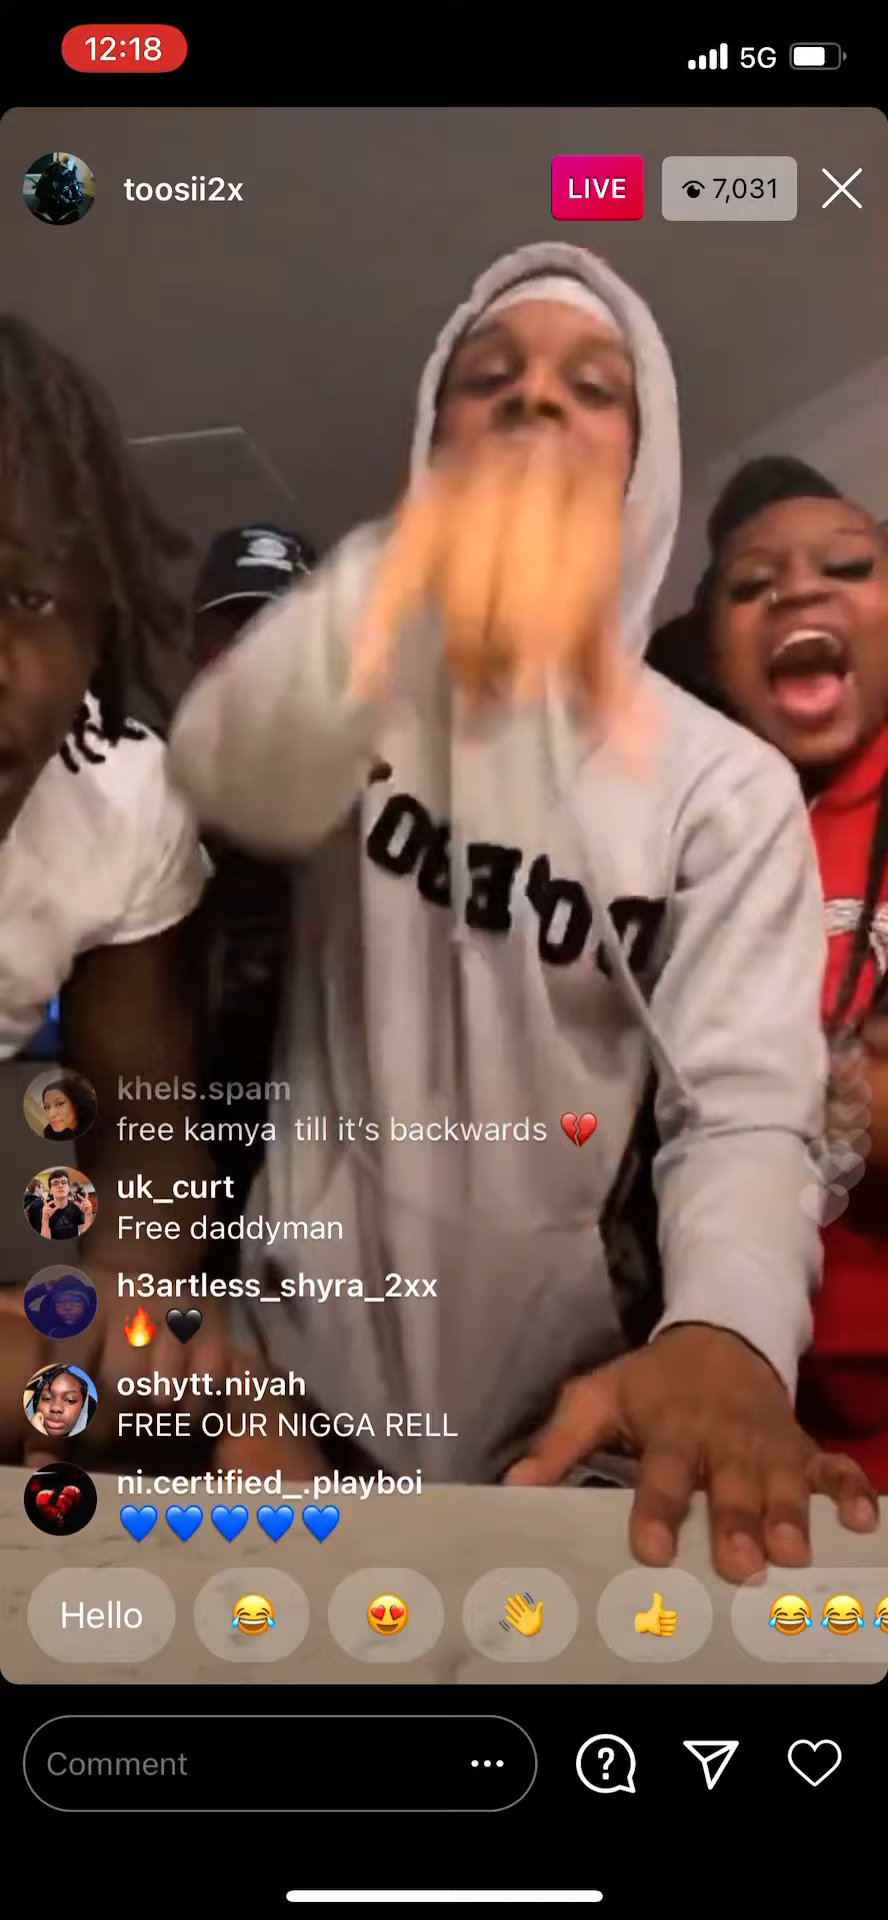 12:18
5G
toosii2x
LIVE
7,031
khels.spam
free kamya till it’s backwards 💔
uk_curt
Free daddyman
h3artless_shyra_2xx
🔥🖤
oshytt.niyah
FREE OUR NIGGA RELL
ni.certified_.playboi
💙💙💙💙💙
Hello
😂
😍
👋
👍
😂😂
Comment